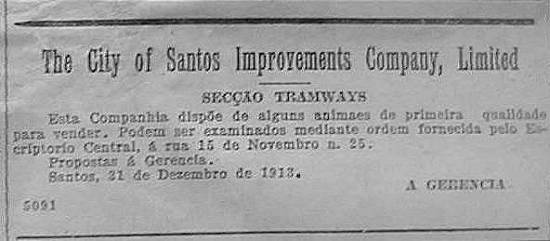 The City of Santos Improvements Company, Limited
SECÇÃO TRAMWAYS
Esta Companhia dispõe de alguns animaes de primeira qualidade
para vender. Podem ser examinados mediante ordem fornecida pelo Es-
criptorio Central, á rua 15 de Novembro n. 25.
Propostas á Gerencia.
Santos, 31 de Dezembro de 1913.
A GERENCIA
5091